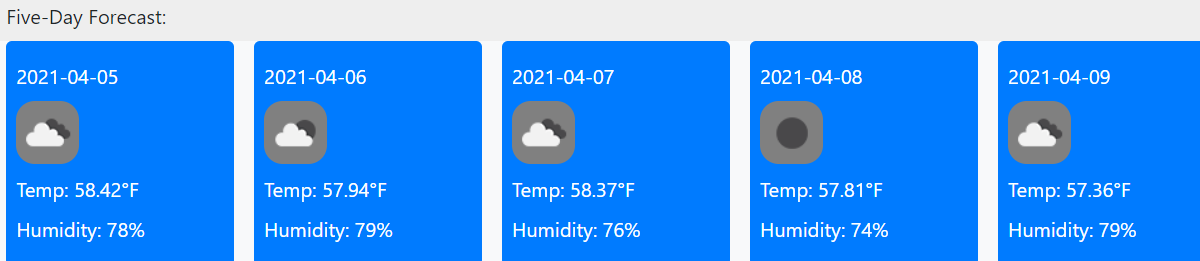 Five-Day Forecast:
2021-04-05
Temp: 58.42°F
Humidity: 78%
2021-04-06
Temp: 57.94°F
Humidity: 79%
2021-04-07
Temp: 58.37°F
Humidity: 76%
2021-04-08
Temp: 57.81°F
Humidity: 74%
2021-04-09
Temp: 57.36°F
Humidity: 79%